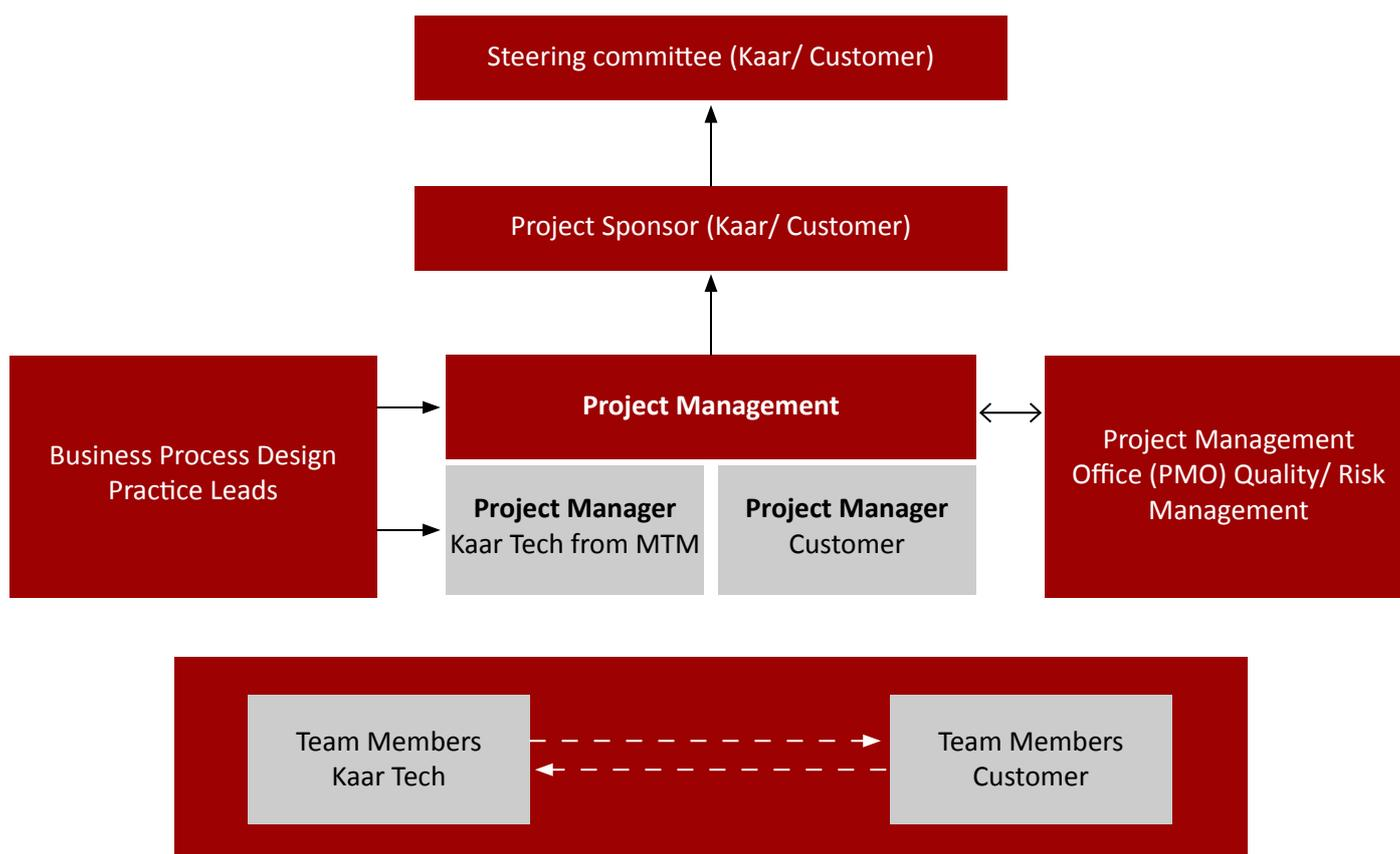 Steering committee (Kaar/ Customer)
Project Sponsor (Kaar/ Customer)
Business Process Design
Practice Leads
Project Management
Project Manager
Kaar Tech from MTM
Project Manager
Customer
Project Management
Office (PMO) Quality/ Risk
Management
Team Members
Kaar Tech
Team Members
Customer